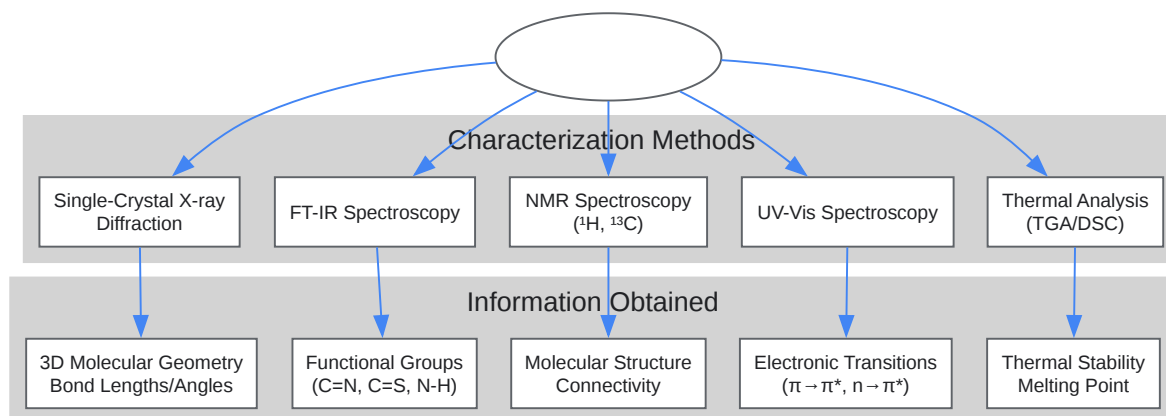 Characterization Methods
Single-Crystal X-ray
Diffraction
FT-IR Spectroscopy
NMR Spectroscopy
(¹H, ¹³C)
UV-Vis Spectroscopy
Thermal Analysis
(TGA/DSC)
Information Obtained
3D Molecular Geometry
Bond Lengths/Angles
Functional Groups
(C=N, C=S, N-H)
Molecular Structure
Connectivity
Electronic Transitions
(π→π*, n→π*)
Thermal Stability
Melting Point